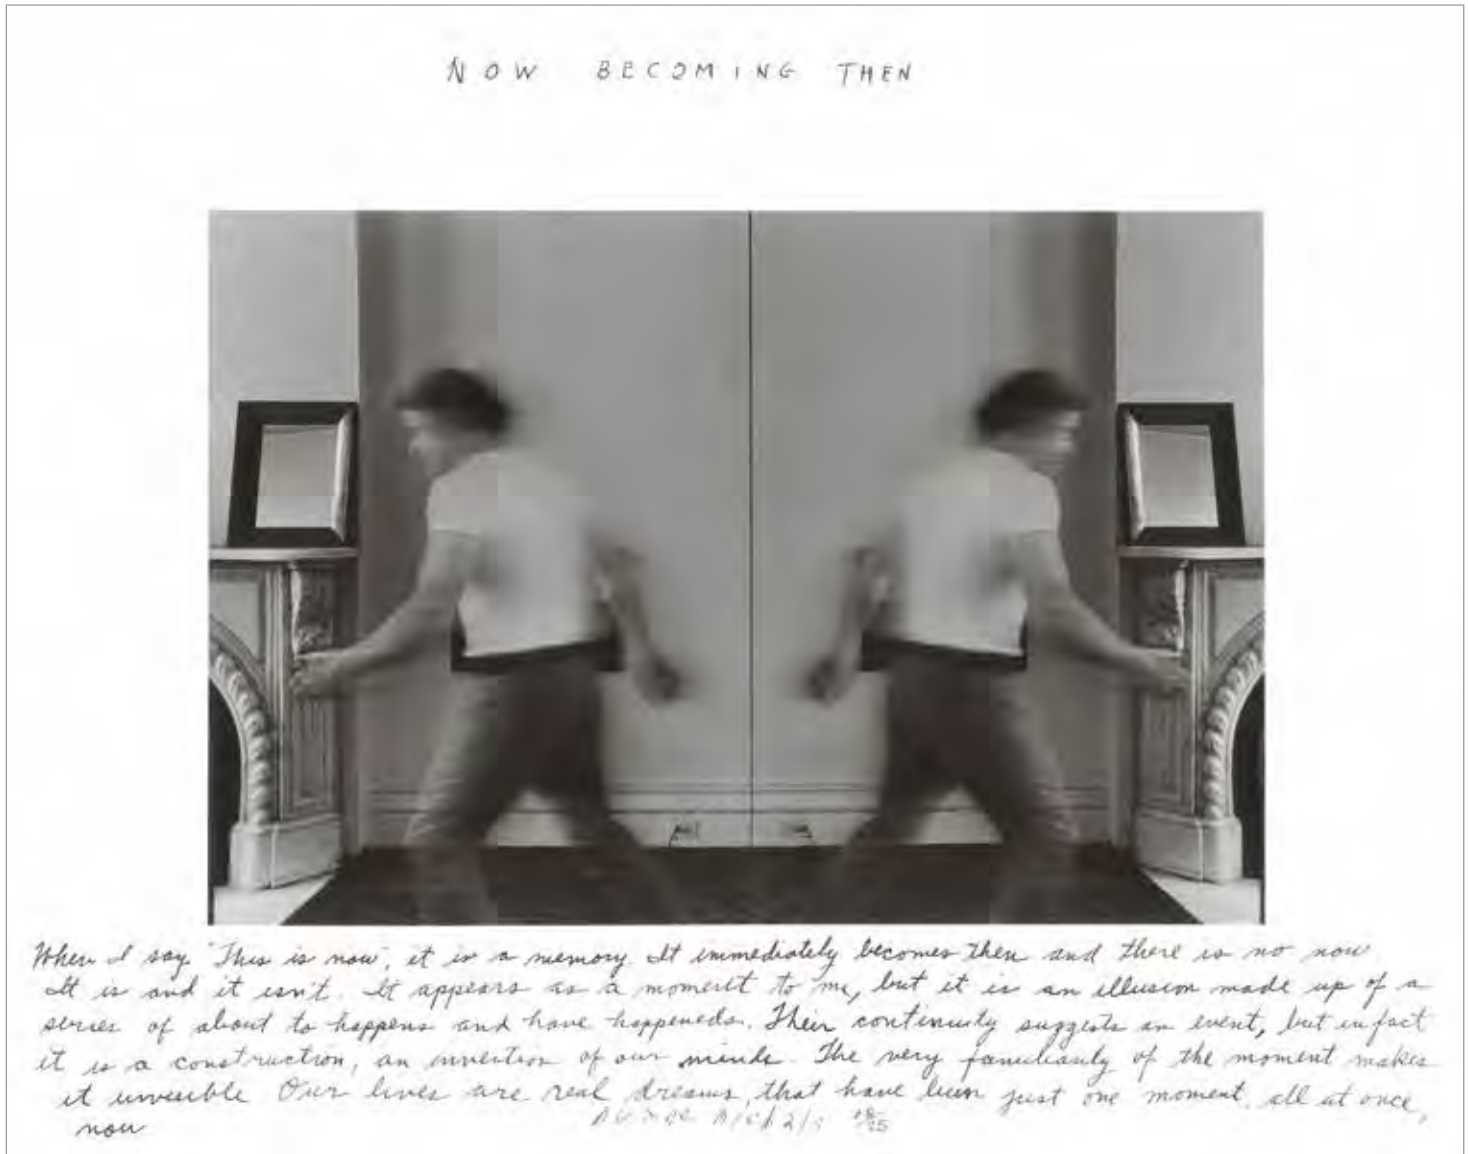 NOW BECOMING THEN
When I say "This is now", it is a memory. It immediately becomes then and there is no now
It is and it isn't. It appears as a moment to me, but it is an illusion made up of a
series of about to happens and have happeneds. Their continuity suggests an event, but in fact
it is a construction, an invention of our minds. The very familiarity of the moment makes
it invisible Our lives are real dreams, that have been just one moment, all at once,
now